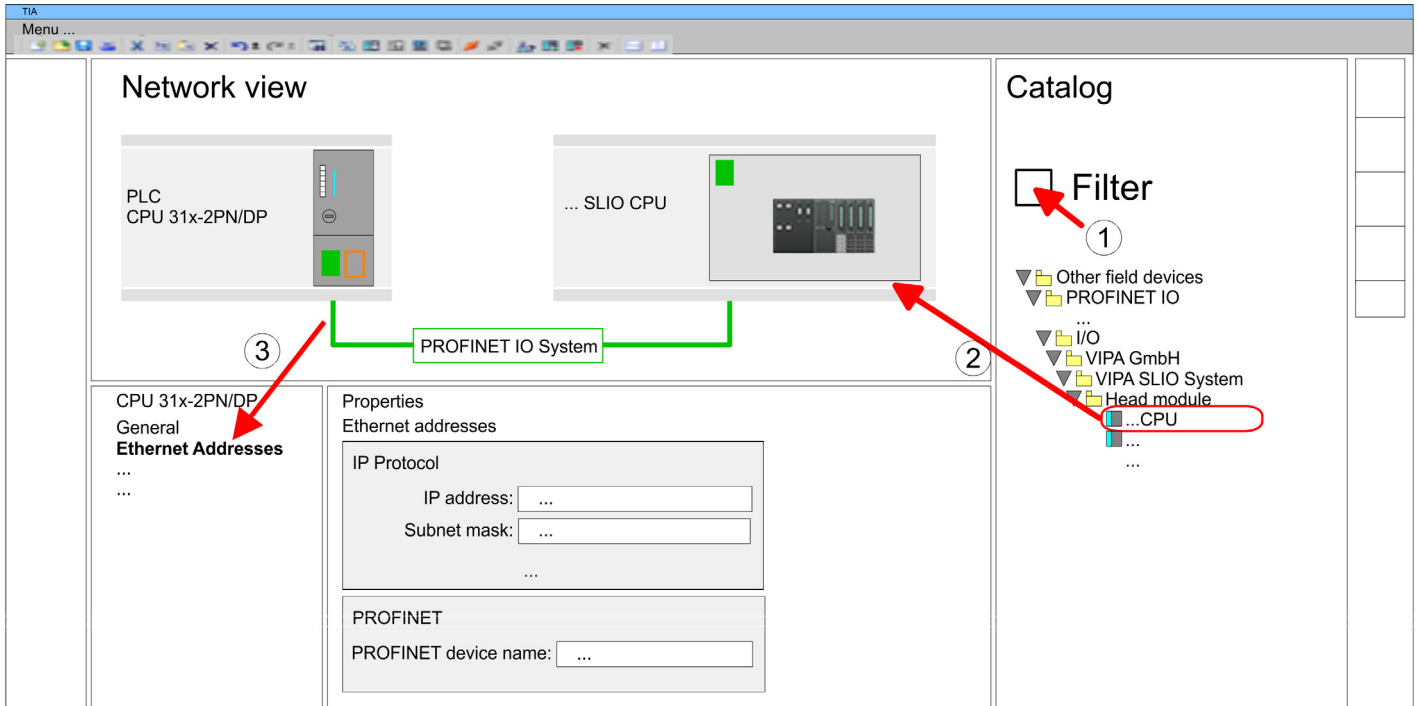 TIA
Menu ...
Network view
PLC
CPU 31x-2PN/DP
... SLIO CPU
PROFINET IO System
3
2
Catalog
Filter
1
Other field devices
PROFINET IO
...
I/O
VIPA GmbH
VIPA SLIO System
Head module
...CPU
...
...
CPU 31x-2PN/DP
General
Ethernet Addresses
...
...
Properties
Ethernet addresses
IP Protocol
IP address: ...
Subnet mask: ...
...
PROFINET
PROFINET device name: ...